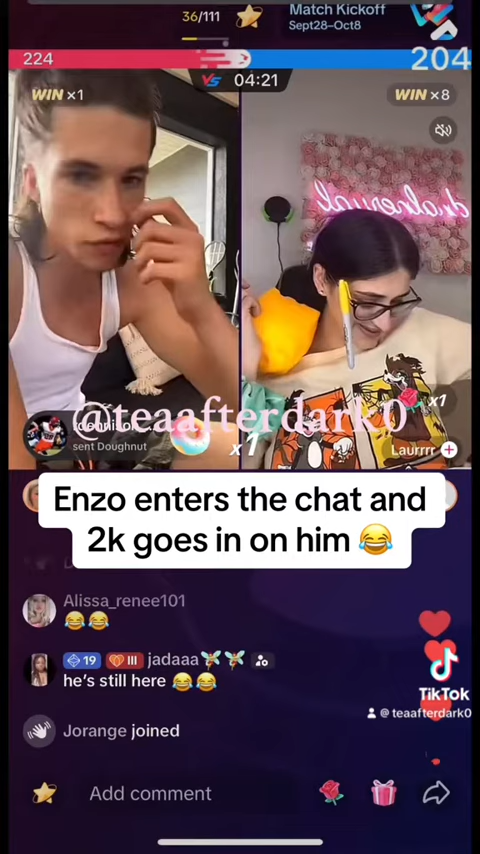 36/111
Match Kickoff
Sept28–Oct8
224
204
VS 04:21
WIN ×1
WIN ×8
@teaafterdark0
sent Doughnut
x1
x1
Laurrrr
Enzo enters the chat and
2k goes in on him 😂
Alissa_renee101
😂😂
19 III jadaaa🧚🧚
he's still here 😂😂
TikTok
@teaafterdark0
Jorange joined
Add comment